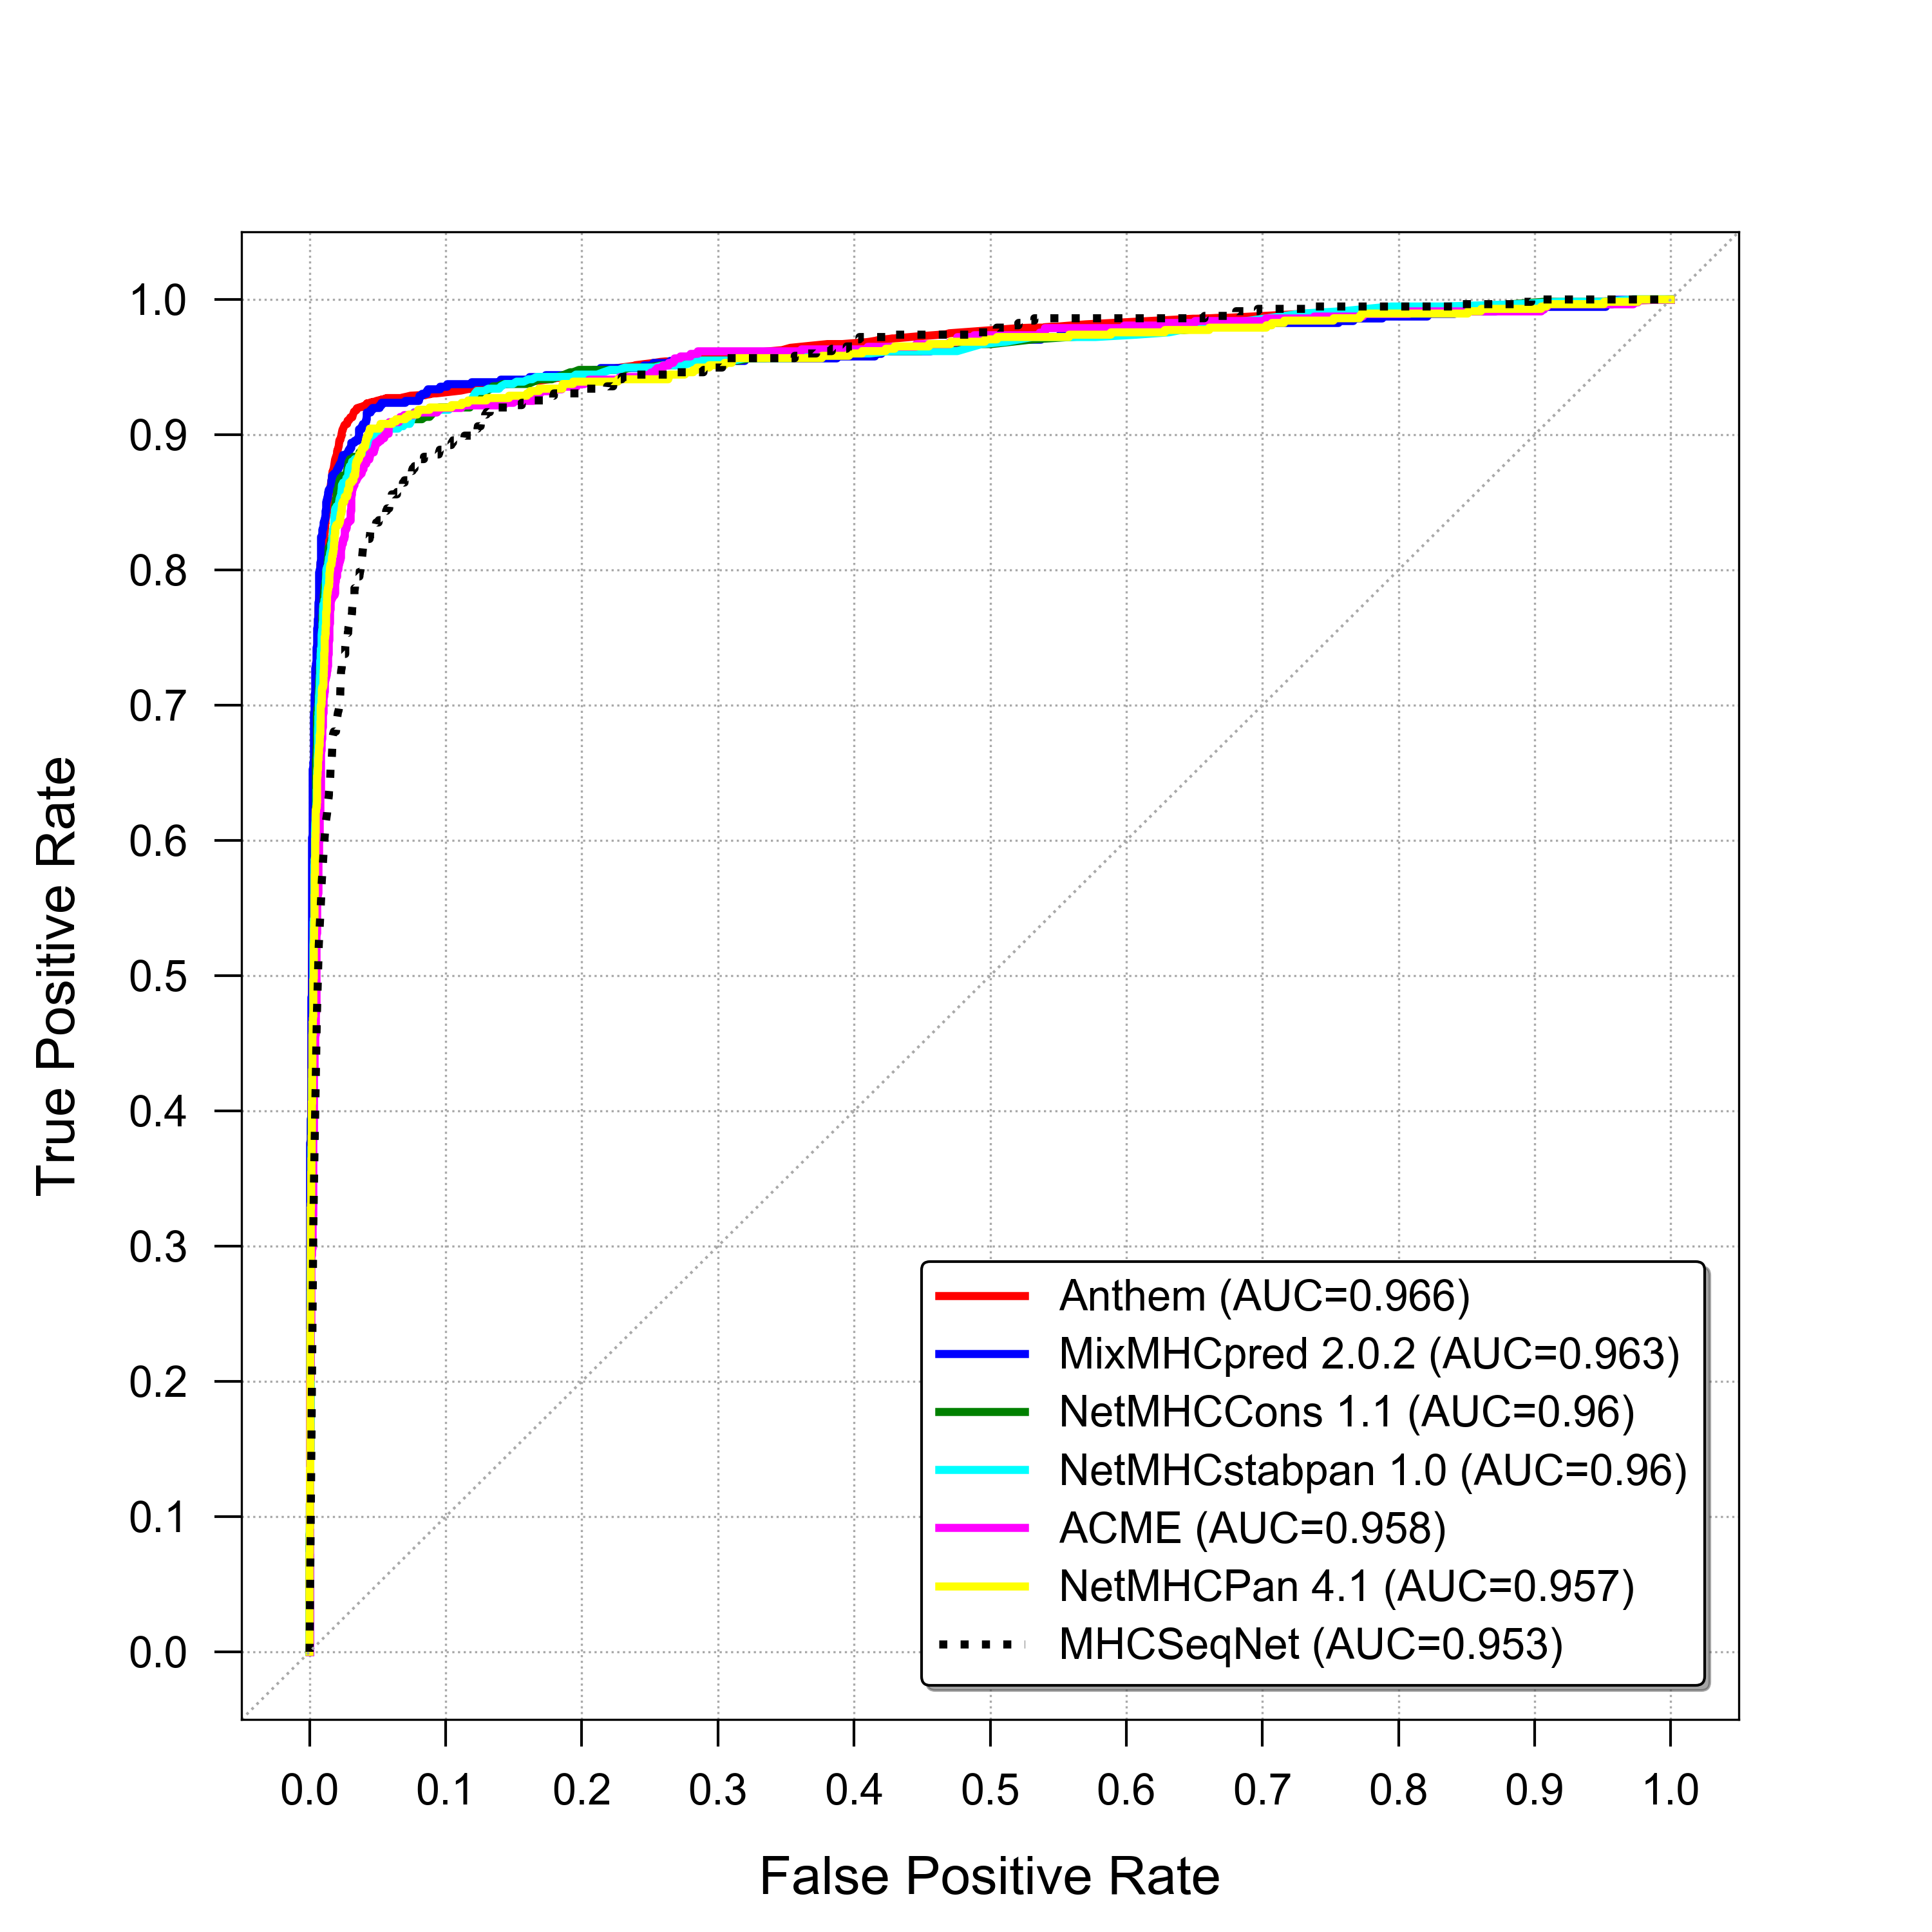 1.0
0.9
0.8
0.7
0.6
0.5
0.4
0.3
0.2
0.1
0.0
True Positive Rate
Anthem (AUC=0.966)
MixMHCpred 2.0.2 (AUC=0.963)
NetMHCCons 1.1 (AUC=0.96)
NetMHCstabpan 1.0 (AUC=0.96)
ACME (AUC=0.958)
NetMHCPan 4.1 (AUC=0.957)
MHCSeqNet (AUC=0.953)
0.0 0.1 0.2 0.3 0.4 0.5 0.6 0.7 0.8 0.9 1.0
False Positive Rate